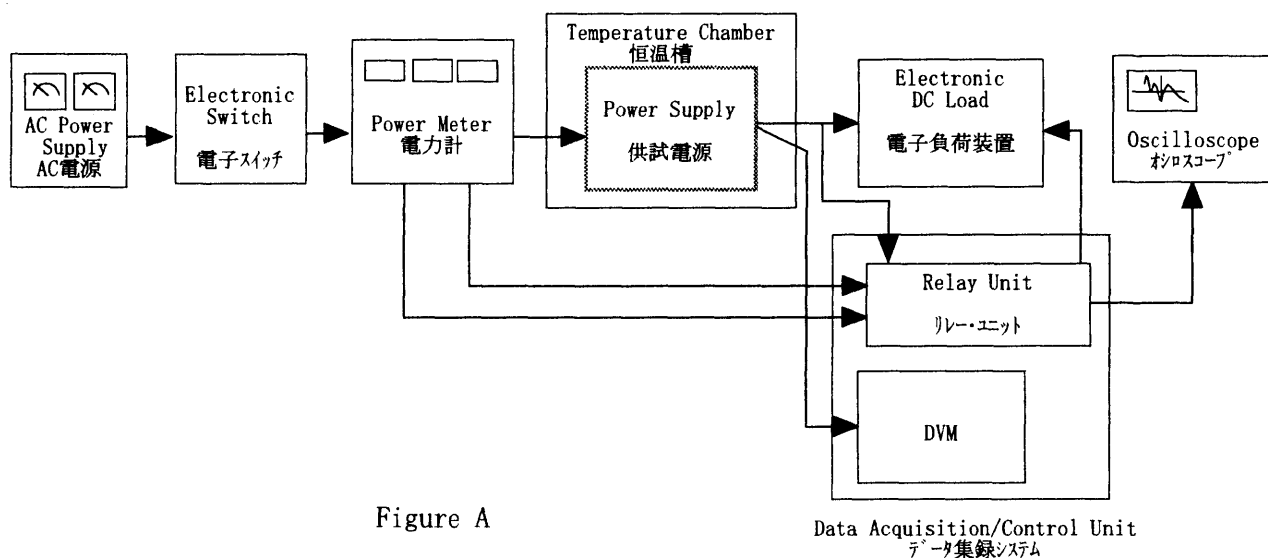 AC Power
Supply
AC電源
Electronic
Switch
電子スイッチ
Power Meter
電力計
Temperature Chamber
恒温槽
Power Supply
供試電源
Electronic
DC Load
電子負荷装置
Oscilloscope
オシロスコープ
Relay Unit
リレー・ユニット
DVM
Figure A
Data Acquisition/Control Unit
データ集録システム